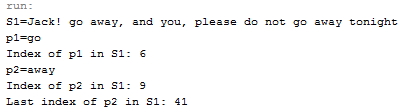 run:
S1=Jack! go away, and you, please do not go away tonight
p1=go
Index of p1 in S1: 6
p2=away
Index of p2 in S1: 9
Last index of p2 in S1: 41